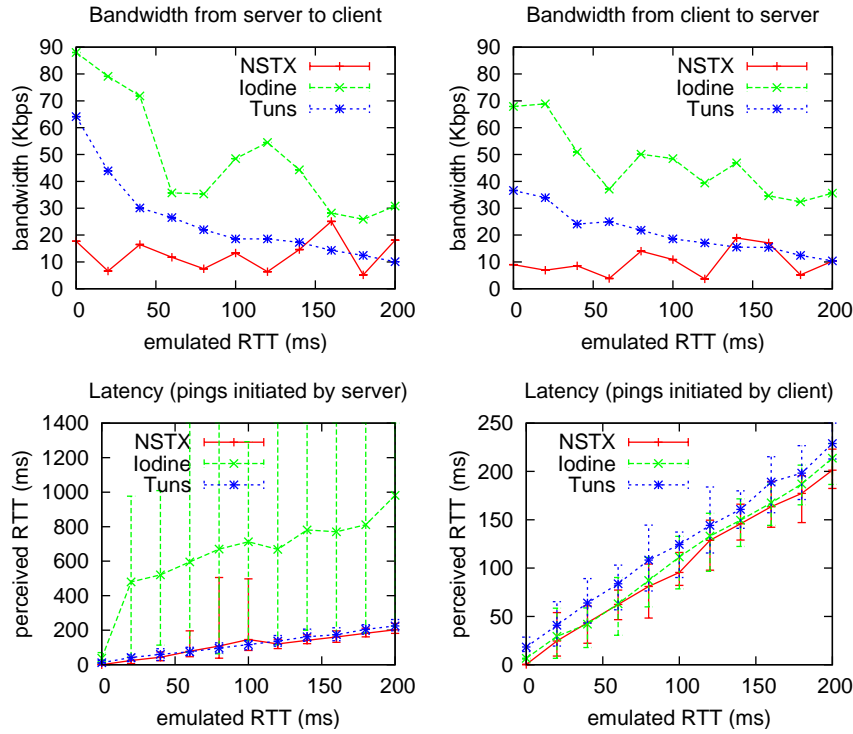 Bandwidth from server to client
bandwidth (Kbps)
90
80
70
60
50
40
30
20
10
0
NSTX
Iodine
Tuns
0 50 100 150 200
emulated RTT (ms)
Bandwidth from client to server
bandwidth (Kbps)
90
80
70
60
50
40
30
20
10
0
NSTX
Iodine
Tuns
0 50 100 150 200
emulated RTT (ms)
Latency (pings initiated by server)
perceived RTT (ms)
1400
1200
1000
800
600
400
200
0
NSTX
Iodine
Tuns
0 50 100 150 200
emulated RTT (ms)
Latency (pings initiated by client)
perceived RTT (ms)
250
200
150
100
50
0
NSTX
Iodine
Tuns
0 50 100 150 200
emulated RTT (ms)